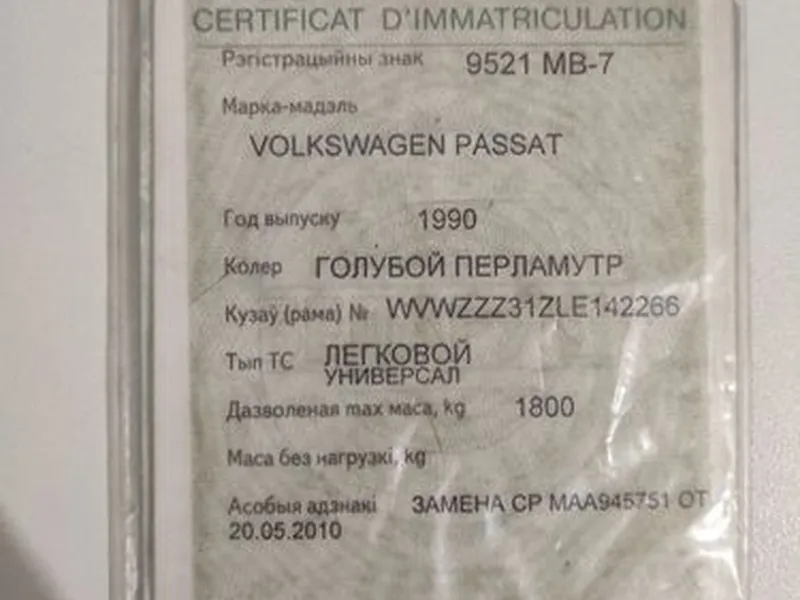 CERTIFICAT D'IMMATRICULATION
Рэгістрацыйны знак 9521 MB-7
Марка-мадэль
VOLKSWAGEN PASSAT
Год выпуску 1990
Колер ГОЛУБОЙ ПЕРЛАМУТР
Кузаў (рама) № WVWZZZ31ZLE142266
Тып ТС ЛЕГКОВОЙ
УНИВЕРСАЛ
Дазволеная max маса, kg 1800
Маса без нагрузкі, kg
Асобыя адзнакі ЗАМЕНА СР МАА945751 ОТ
20.05.2010